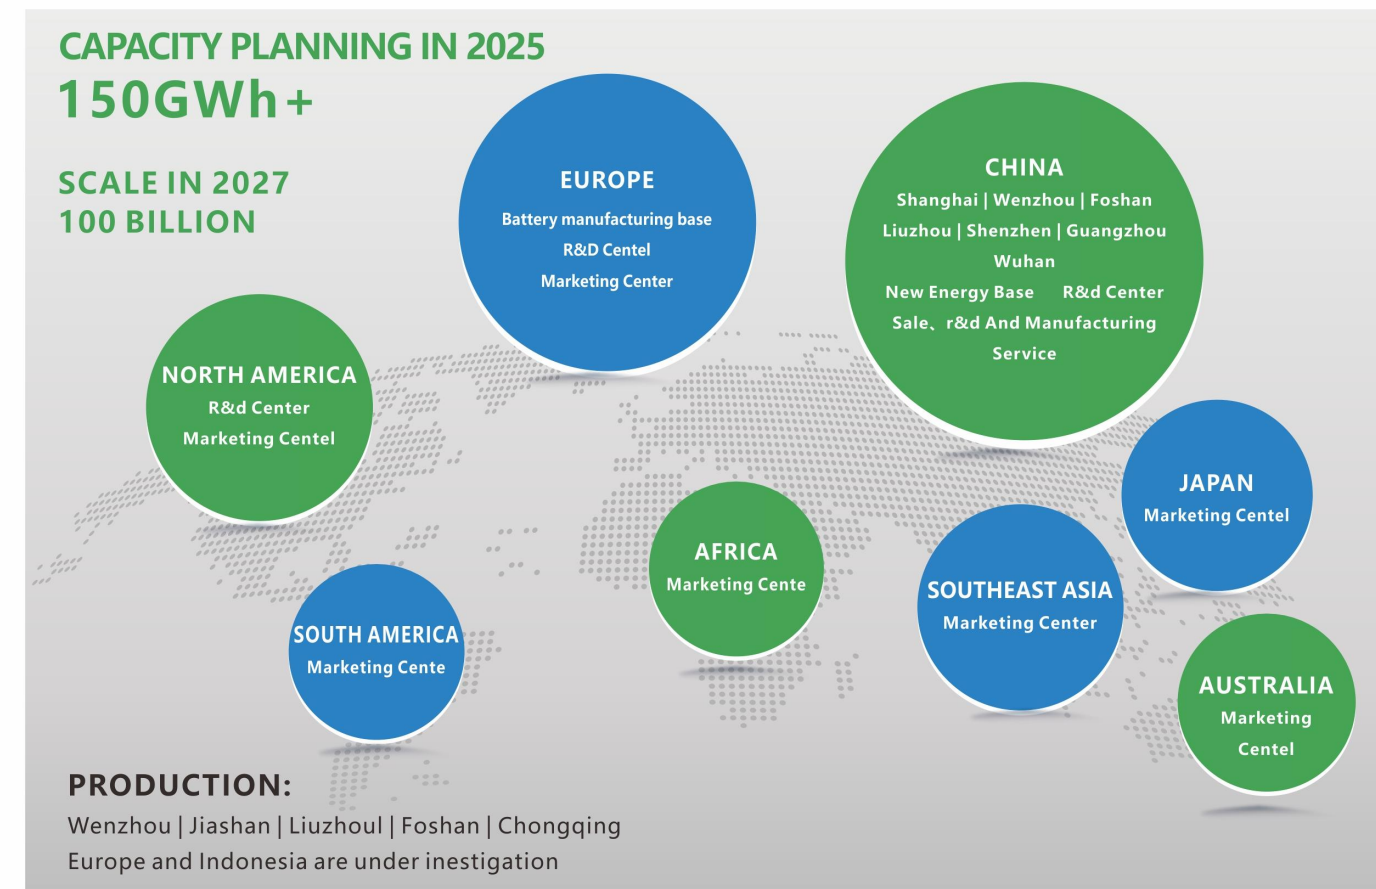 CAPACITY PLANNING IN 2025
150GWh+
SCALE IN 2027
100 BILLION
EUROPE
Battery manufacturing base
R&D Centel
Marketing Center
CHINA
Shanghai | Wenzhou | Foshan
Liuzhou | Shenzhen | Guangzhou
Wuhan
New Energy Base R&d Center
Sale、r&d And Manufacturing
Service
NORTH AMERICA
R&d Center
Marketing Centel
JAPAN
Marketing Centel
AFRICA
Marketing Cente
SOUTHEAST ASIA
Marketing Center
SOUTH AMERICA
Marketing Cente
AUSTRALIA
Marketing
Centel
PRODUCTION:
Wenzhou | Jiashan | Liuzhoul | Foshan | Chongqing
Europe and Indonesia are under inestigation